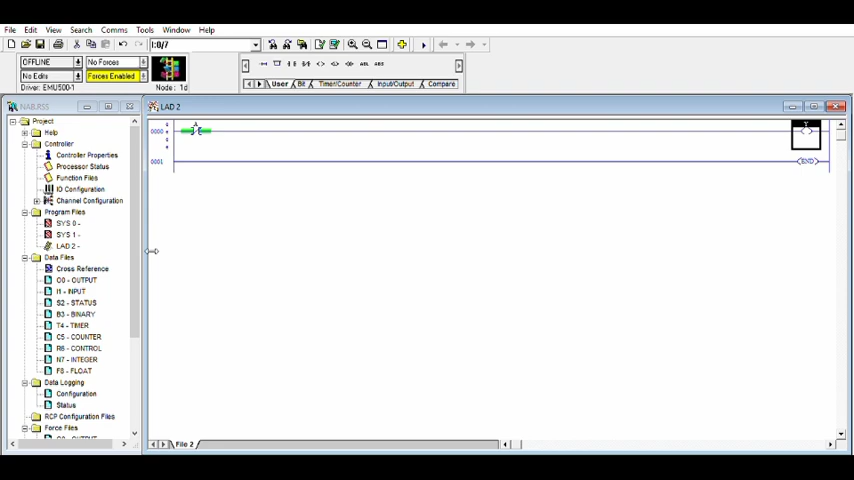 File Edit View Search Comms Tools Window Help
I:0/7
OFFLINE No Forces
No Edits Forces Enabled
Driver: EMU500-1 Node: 1d
User Bit Timer/Counter Input/Output Compare
NAB.RSS
LAD 2
Project
Help
Controller
Controller Properties
Processor Status
Function Files
IO Configuration
Channel Configuration
Program Files
SYS 0 -
SYS 1 -
LAD 2 -
Data Files
Cross Reference
O0 - OUTPUT
I1 - INPUT
S2 - STATUS
B3 - BINARY
T4 - TIMER
C5 - COUNTER
R6 - CONTROL
N7 - INTEGER
F8 - FLOAT
Data Logging
Configuration
Status
RCP Configuration Files
Force Files
0000
A
Y
0001
END
File 2